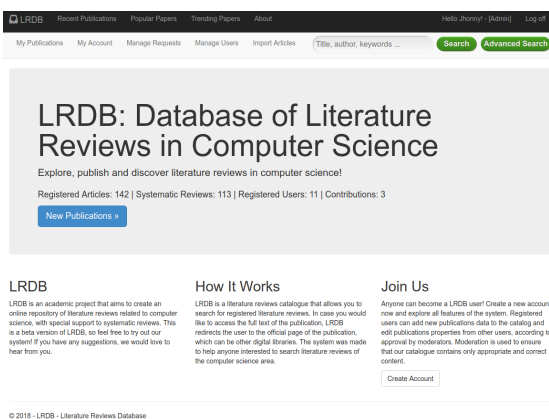 LRDB Recent Publications Popular Papers Trending Papers About Hello Jhonny! - [Admin] Log off
My Publications My Account Manage Requests Manage Users Import Articles Title, author, keywords ... Search Advanced Search
LRDB: Database of Literature
Reviews in Computer Science
Explore, publish and discover literature reviews in computer science!
Registered Articles: 142 | Systematic Reviews: 113 | Registered Users: 11 | Contributions: 3
New Publications »
LRDB
LRDB is an academic project that aims to create an
online repository of literature reviews related to computer
science, with special support to systematic reviews. This
is a beta version of LRDB, so feel free to try out our
system! If you have any suggestions, we would love to
hear from you.
How It Works
LRDB is a literature reviews catalogue that allows you to
search for registered literature reviews. In case you would
like to access the full text of the publication, LRDB
redirects the user to the official page of the publication,
which can be other digital libraries. The system was made
to help anyone interested to search literature reviews of
the computer science area.
Join Us
Anyone can become a LRDB user! Create a new accoun
now and explore all features of the system. Registered
users can add new publications data to the catalog and
edit publications properties from other users, according to
approval by moderators. Moderation is used to ensure
that our catalogue contains only appropriate and correct
content.
Create Account
© 2018 - LRDB - Literature Reviews Database